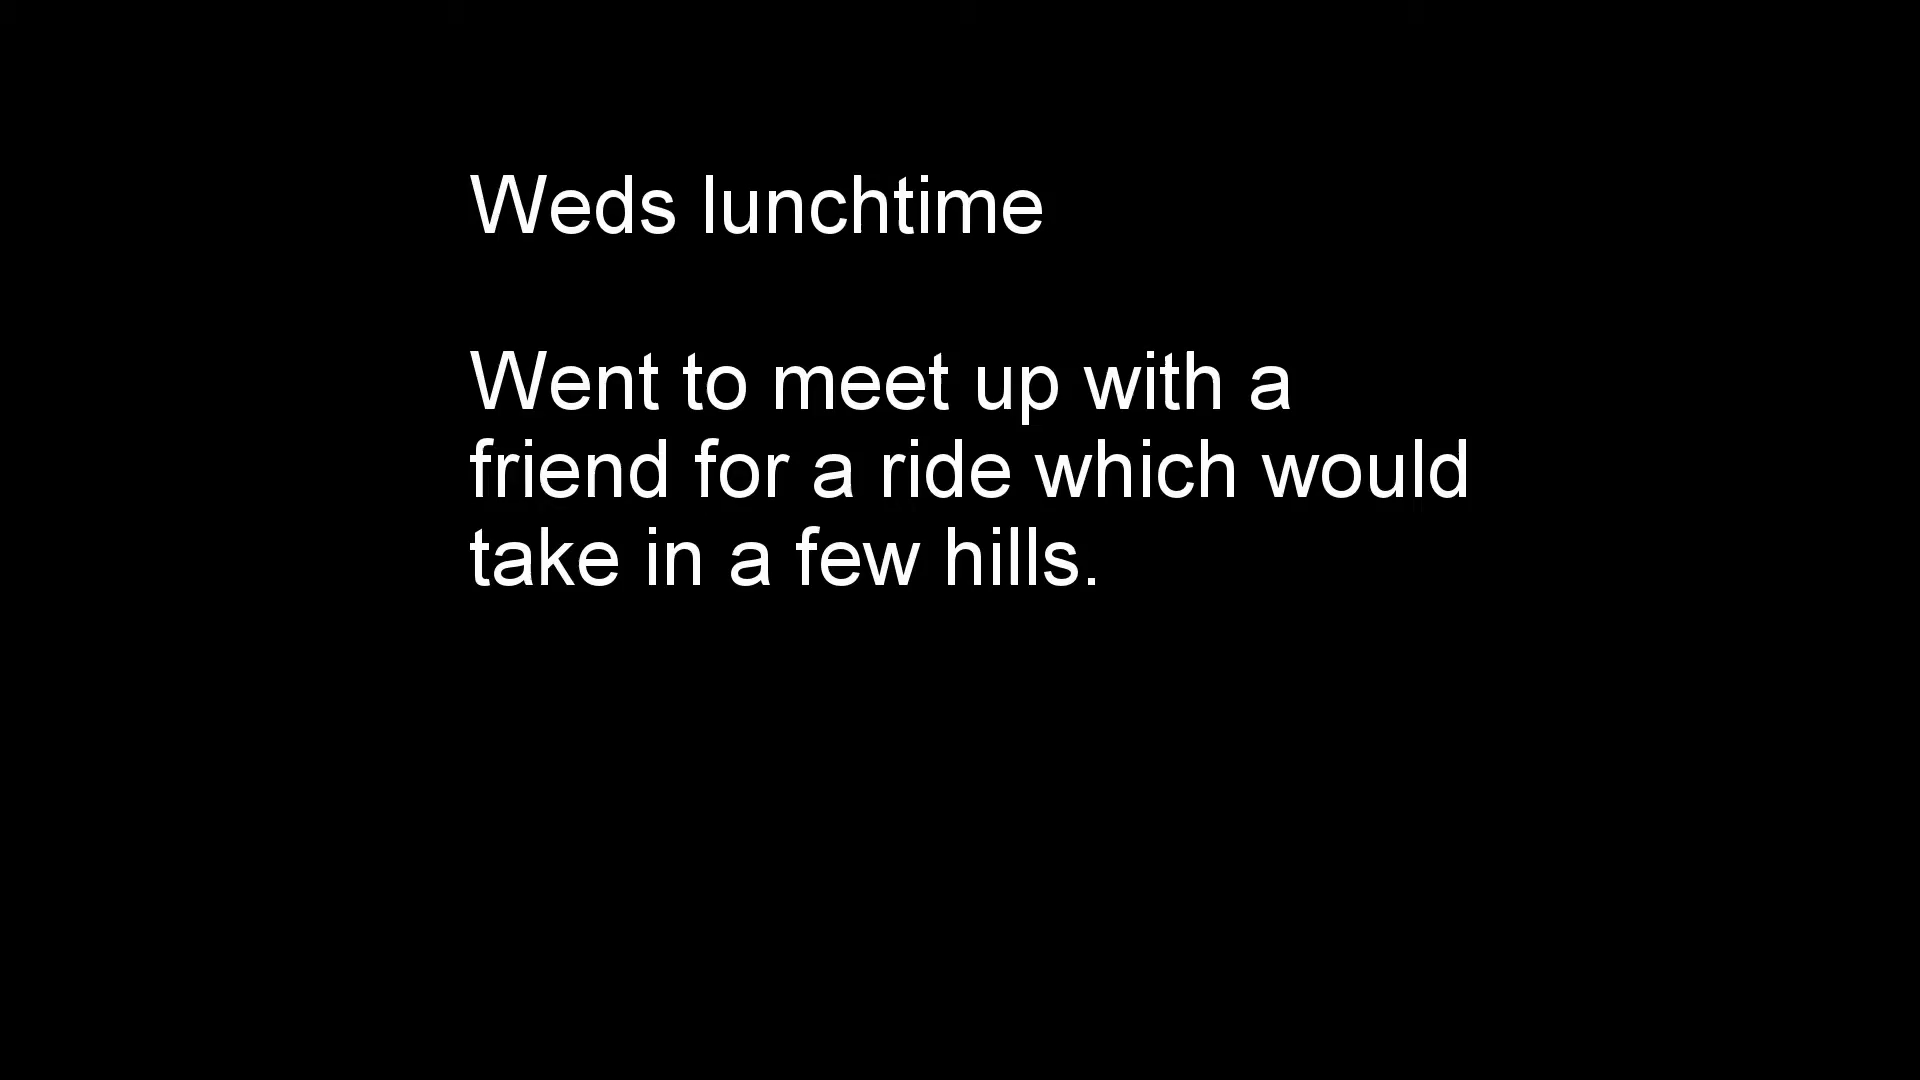 Weds lunchtime
Went to meet up with a
friend for a ride which would
take in a few hills.